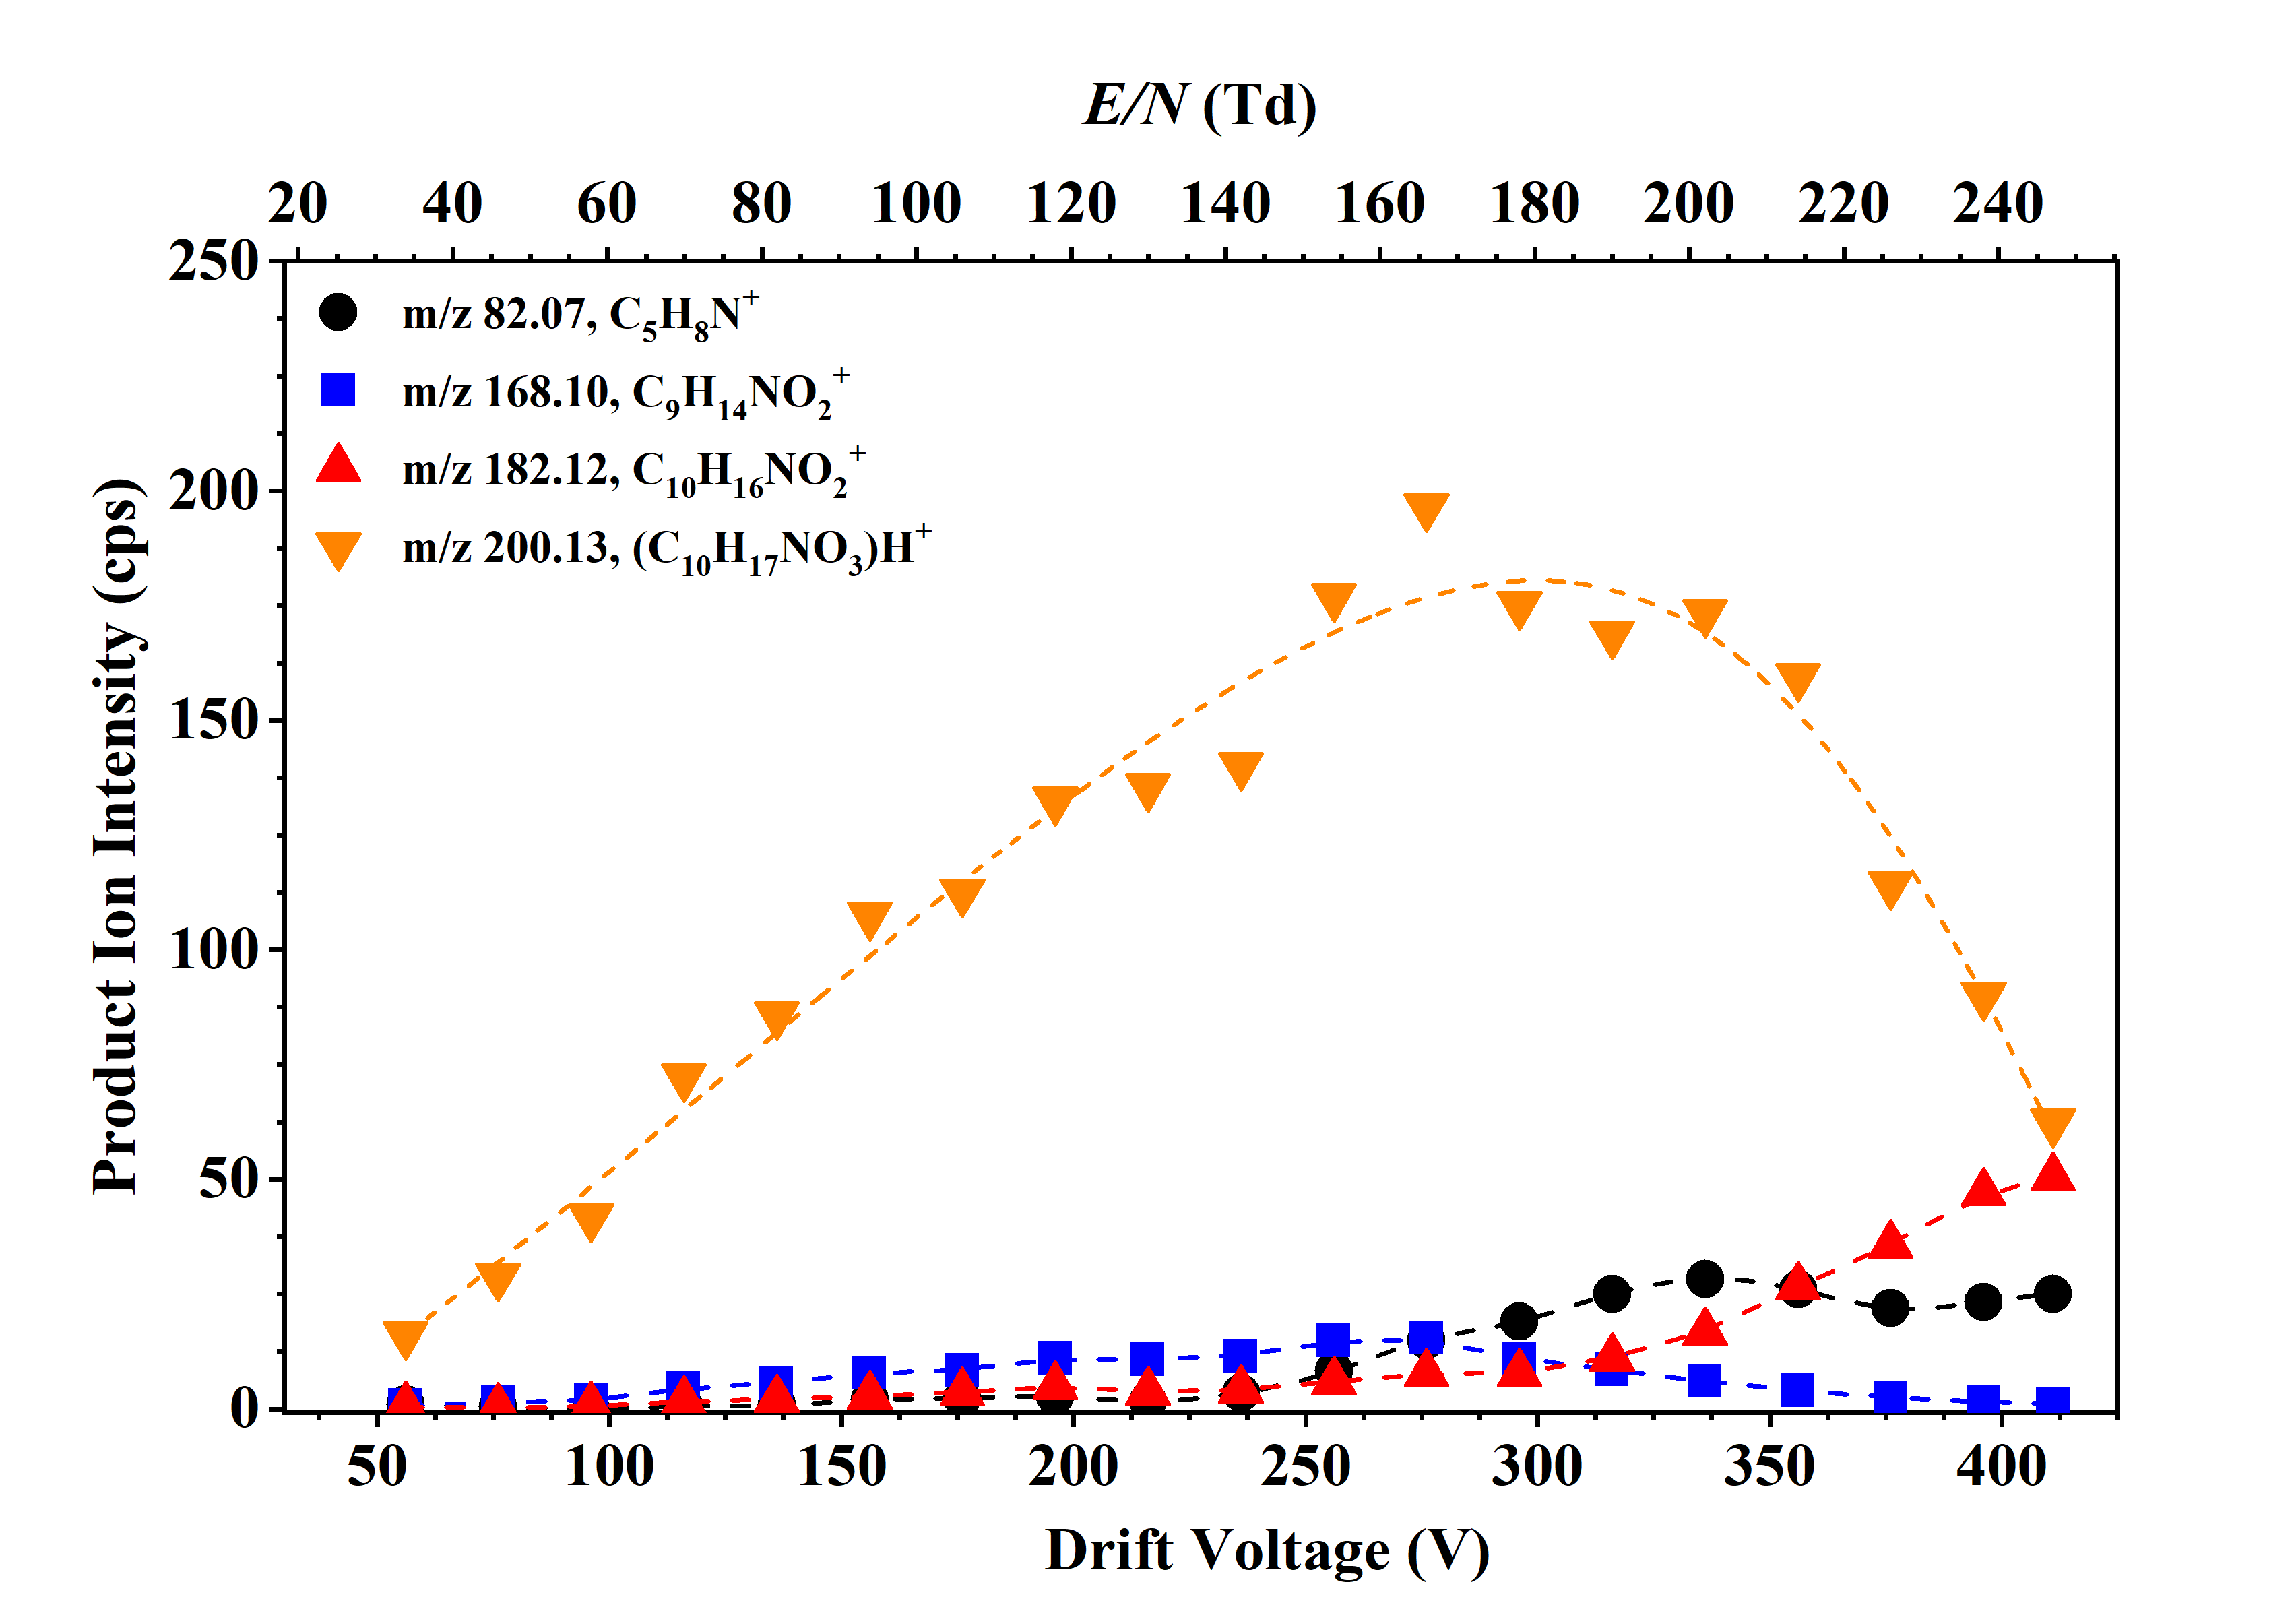 E/N (Td)
20 40 60 80 100 120 140 160 180 200 220 240
250
200
150
100
50
0
Product Ion Intensity (cps)
m/z 82.07, C₅H₈N⁺
m/z 168.10, C₉H₁₄NO₂⁺
m/z 182.12, C₁₀H₁₆NO₂⁺
m/z 200.13, (C₁₀H₁₇NO₃)H⁺
50 100 150 200 250 300 350 400
Drift Voltage (V)